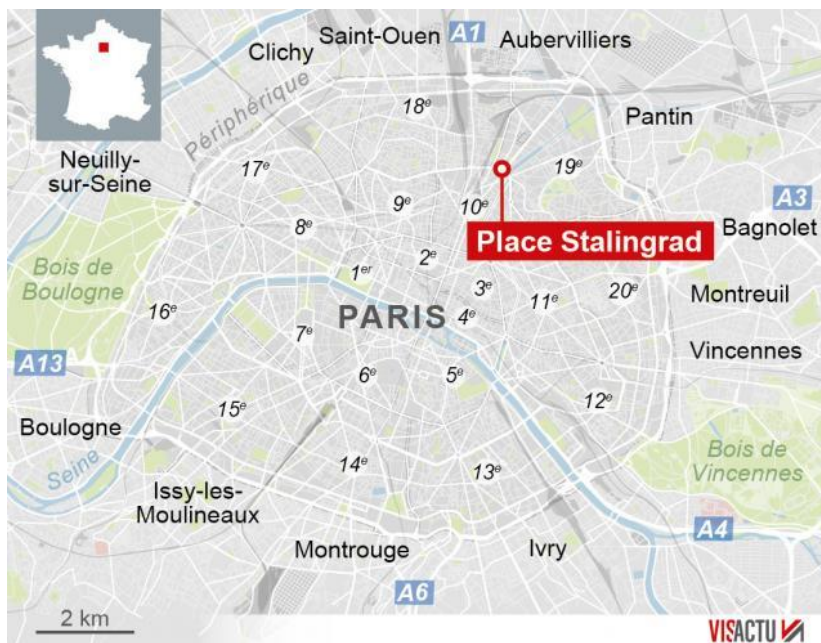 Saint-Ouen
A1
Aubervilliers
Clichy
Périphérique
18e
Pantin
Neuilly-
sur-Seine
17e
19e
9e
10e
A3
8e
Place Stalingrad
Bagnolet
Bois de
Boulogne
2e
1er
3e
11e
20e
Montreuil
16e
PARIS
4e
7e
Vincennes
A13
6e
5e
15e
12e
Boulogne
Seine
14e
13e
Bois de
Vincennes
Issy-les-
Moulineaux
A4
Montrouge
Ivry
A6
2 km
VISACTU